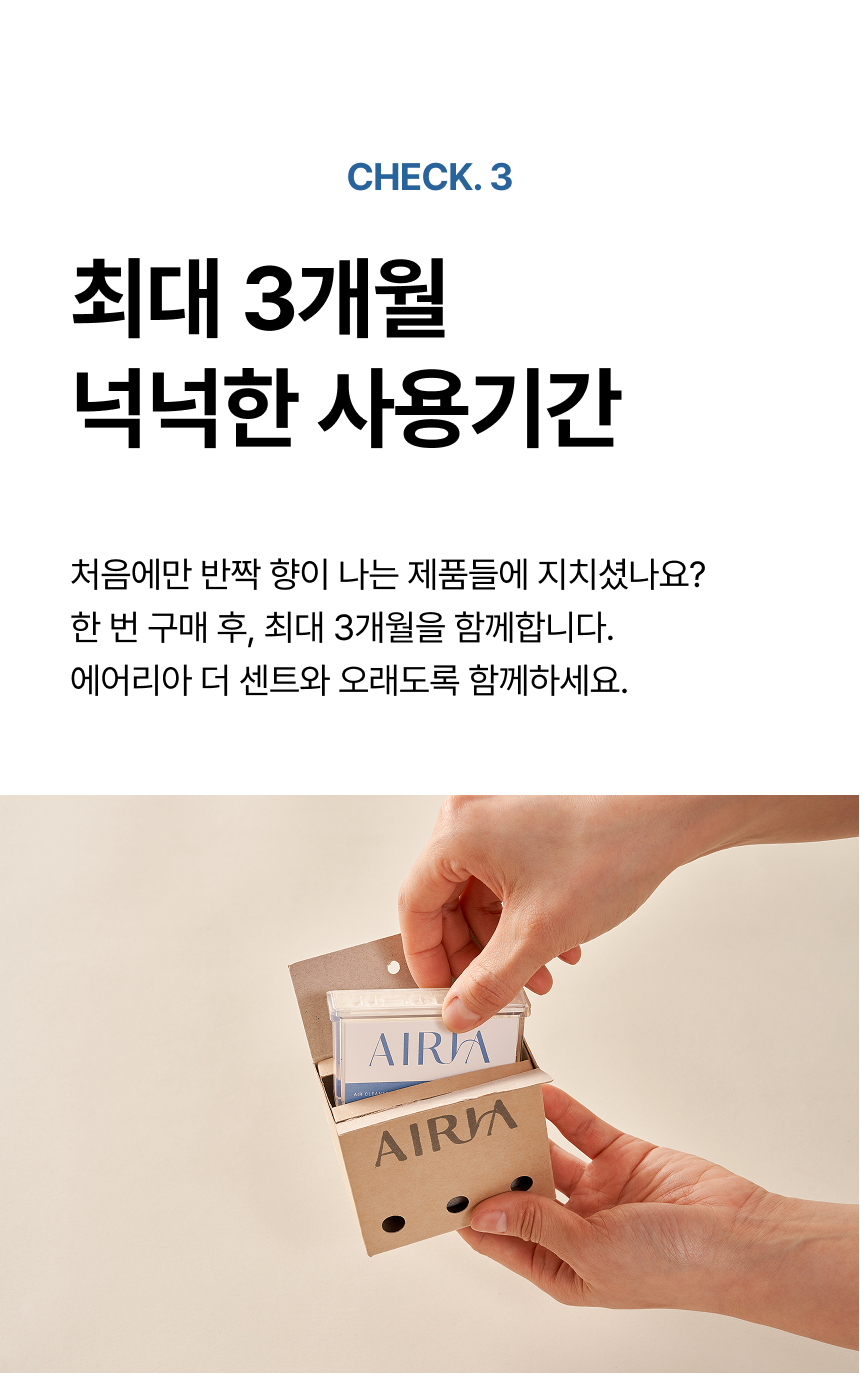 CHECK. 3
최대 3개월
넉넉한 사용기간
처음에만 반짝 향이 나는 제품들에 지치셨나요?
한 번 구매 후, 최대 3개월을 함께합니다.
에어리아 더 센트와 오래도록 함께하세요.
AIRIA
AIRIA